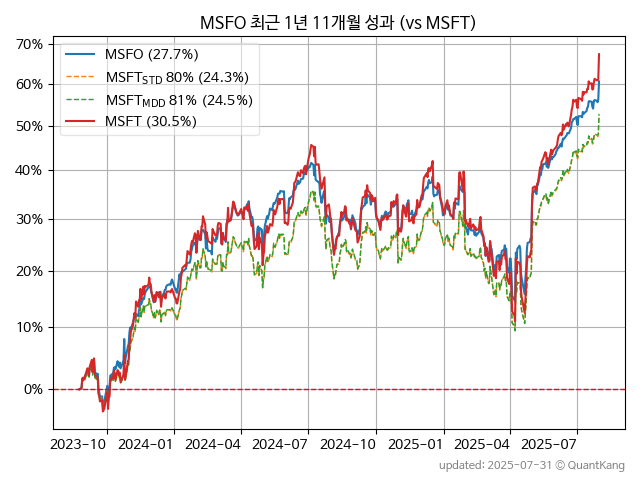 MSFO 최근 1년 11개월 성과 (vs MSFT)
70%
60%
50%
40%
30%
20%
10%
0%
MSFO (27.7%)
MSFT_STD 80% (24.3%)
MSFT_MDD 81% (24.5%)
MSFT (30.5%)
2023-10 2024-01 2024-04 2024-07 2024-10 2025-01 2025-04 2025-07
updated: 2025-07-31 © QuantKang